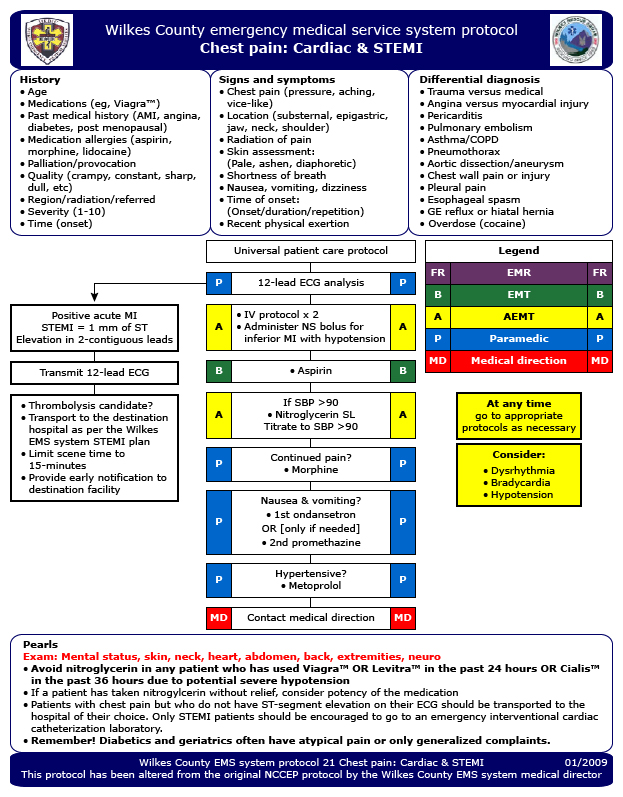 Wilkes County emergency medical service system protocol
Chest pain: Cardiac & STEMI
History
• Age
• Medications (eg, Viagra™)
• Past medical history (AMI, angina,
diabetes, post menopausal)
• Medication allergies (aspirin,
morphine, lidocaine)
• Palliation/provocation
• Quality (crampy, constant, sharp,
dull, etc)
• Region/radiation/referred
• Severity (1-10)
• Time (onset)
Signs and symptoms
• Chest pain (pressure, aching,
vice-like)
• Location (substernal, epigastric,
jaw, neck, shoulder)
• Radiation of pain
• Skin assessment:
(Pale, ashen, diaphoretic)
• Shortness of breath
• Nausea, vomiting, dizziness
• Time of onset:
(Onset/duration/repetition)
• Recent physical exertion
Differential diagnosis
• Trauma versus medical
• Angina versus myocardial injury
• Pericarditis
• Pulmonary embolism
• Asthma/COPD
• Pneumothorax
• Aortic dissection/aneurysm
• Chest wall pain or injury
• Pleural pain
• Esophageal spasm
• GE reflux or hiatal hernia
• Overdose (cocaine)
Universal patient care protocol
P 12-lead ECG analysis P
Positive acute MI
STEMI = 1 mm of ST
Elevation in 2-contiguous leads
Transmit 12-lead ECG
• Thrombolysis candidate?
• Transport to the destination
hospital as per the Wilkes
EMS system STEMI plan
• Limit scene time to
15-minutes
• Provide early notification to
destination facility
• IV protocol x 2
A • Administer NS bolus for A
inferior MI with hypotension
B • Aspirin B
If SBP >90
A • Nitroglycerin SL A
Titrate to SBP >90
Continued pain?
P • Morphine P
Nausea & vomiting?
• 1st ondansetron
P OR [only if needed] P
• 2nd promethazine
Hypertensive?
P • Metoprolol P
MD Contact medical direction MD
Legend
FR EMR FR
B EMT B
A AEMT A
P Paramedic P
MD Medical direction MD
At any time
go to appropriate
protocols as necessary
Consider:
• Dysrhythmia
• Bradycardia
• Hypotension
Pearls
Exam: Mental status, skin, neck, heart, abdomen, back, extremities, neuro
• Avoid nitroglycerin in any patient who has used Viagra™ OR Levitra™ in the past 24 hours OR Cialis™
in the past 36 hours due to potential severe hypotension
• If a patient has taken nitroglycerin without relief, consider potency of the medication
• Patients with chest pain but who do not have ST-segment elevation on their ECG should be transported to the
hospital of their choice. Only STEMI patients should be encouraged to go to an emergency interventional cardiac
catheterization laboratory.
• Remember! Diabetics and geriatrics often have atypical pain or only generalized complaints.
Wilkes County EMS system protocol 21 Chest pain: Cardiac & STEMI 01/2009
This protocol has been altered from the original NCCEP protocol by the Wilkes County EMS system medical director